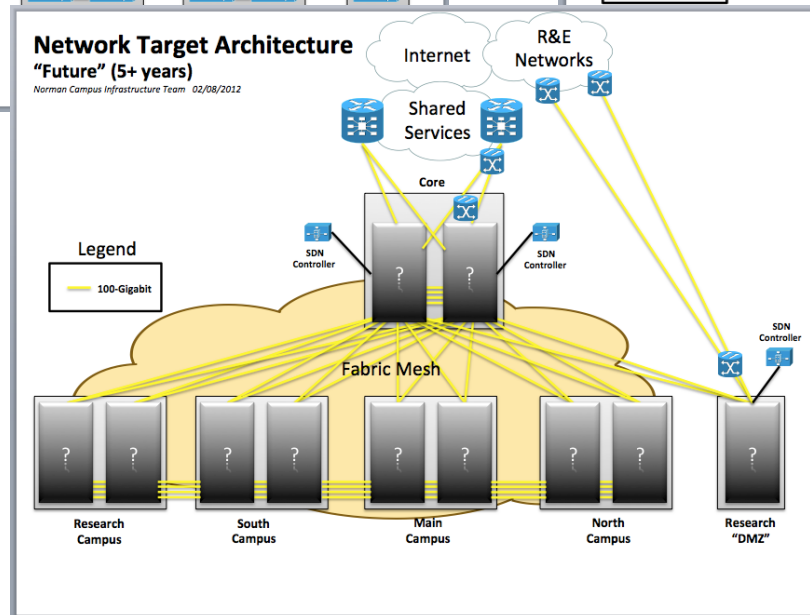 Network Target Architecture
“Future” (5+ years)
Norman Campus Infrastructure Team 02/08/2012
Internet
R&E
Networks
Shared
Services
Core
SDN
Controller
SDN
Controller
Legend
100-Gigabit
?
?
SDN
Controller
Fabric Mesh
?
?
?
?
?
?
?
?
?
Research
Campus
South
Campus
Main
Campus
North
Campus
Research
“DMZ”